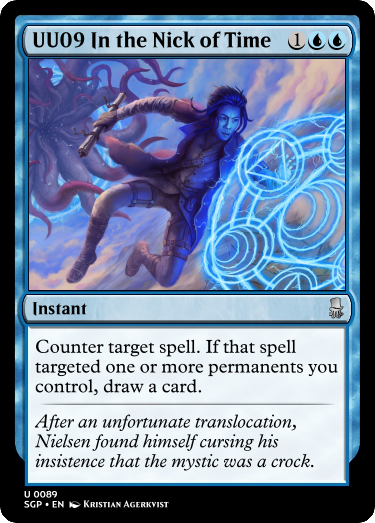 UU09 In the Nick of Time 1
Instant
Counter target spell. If that spell
targeted one or more permanents you
control, draw a card.
After an unfortunate translocation,
Nielsen found himself cursing his
insistence that the mystic was a crock.
U 0089
SGP • EN Kristian Agerkvist